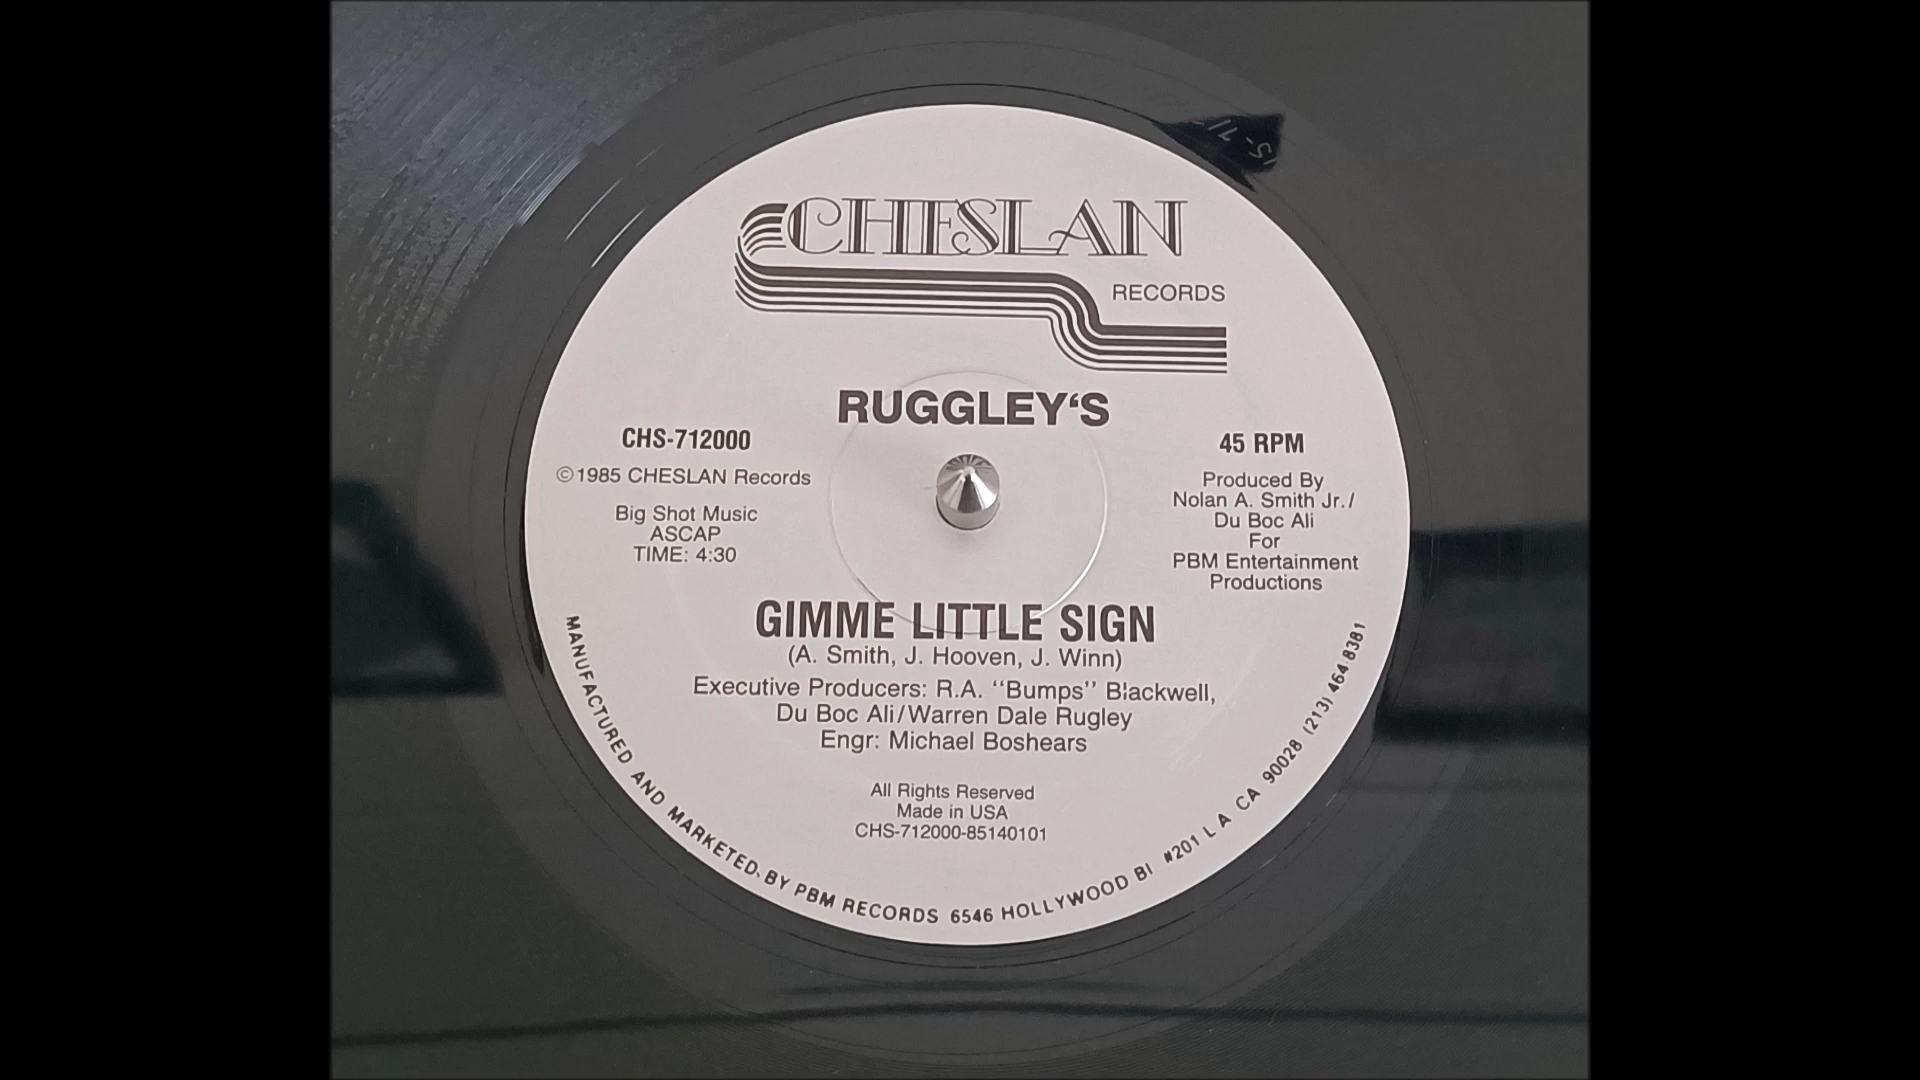 CHESLAN
RECORDS
RUGGLEY'S
CHS-712000
©1985 CHESLAN Records
Big Shot Music
ASCAP
TIME: 4:30
45 RPM
Produced By
Nolan A. Smith Jr./
Du Boc Ali
For
PBM Entertainment
Productions
GIMME LITTLE SIGN
(A. Smith, J. Hooven, J. Winn)
Executive Producers: R.A. “Bumps” Blackwell,
Du Boc Ali/Warren Dale Rugley
Engr: Michael Boshears
All Rights Reserved
Made in USA
CHS-712000-85140101
MANUFACTURED AND MARKETED, BY PBM RECORDS 6546 HOLLYWOOD Bl #201 L A CA 90028 (213) 464 8381